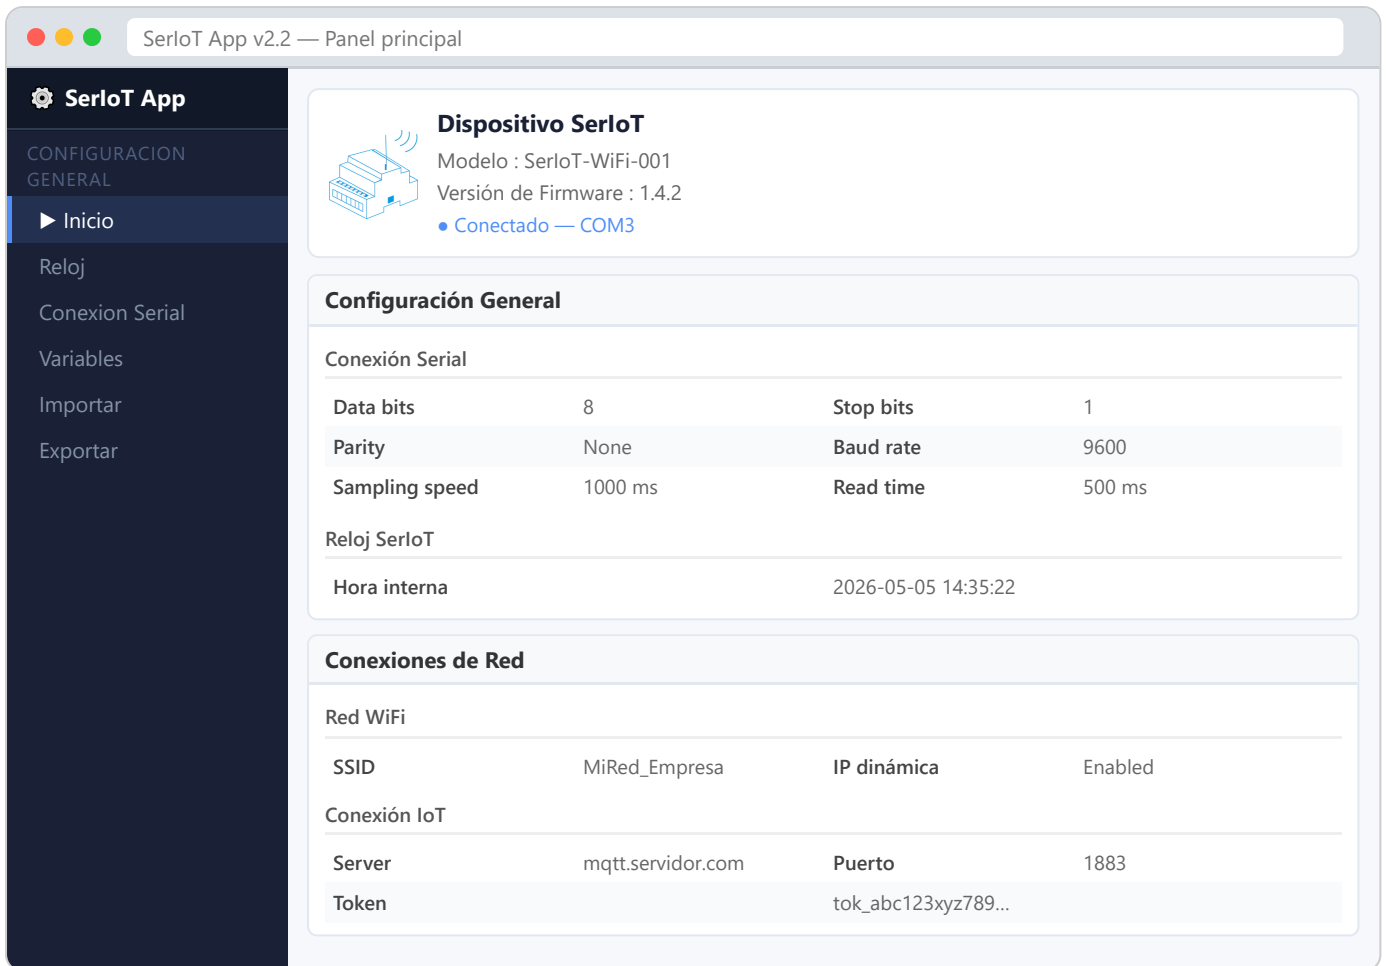 SerIoT App v2.2 — Panel principal
SerIoT App
CONFIGURACION
GENERAL
▶ Inicio
Reloj
Conexion Serial
Variables
Importar
Exportar
Dispositivo SerIoT
Modelo : SerIoT-WiFi-001
Versión de Firmware : 1.4.2
● Conectado — COM3
Configuración General
Conexión Serial
Data bits 8 Stop bits 1
Parity None Baud rate 9600
Sampling speed 1000 ms Read time 500 ms
Reloj SerIoT
Hora interna 2026-05-05 14:35:22
Conexiones de Red
Red WiFi
SSID MiRed_Empresa IP dinámica Enabled
Conexión IoT
Server mqtt.servidor.com Puerto 1883
Token tok_abc123xyz789...